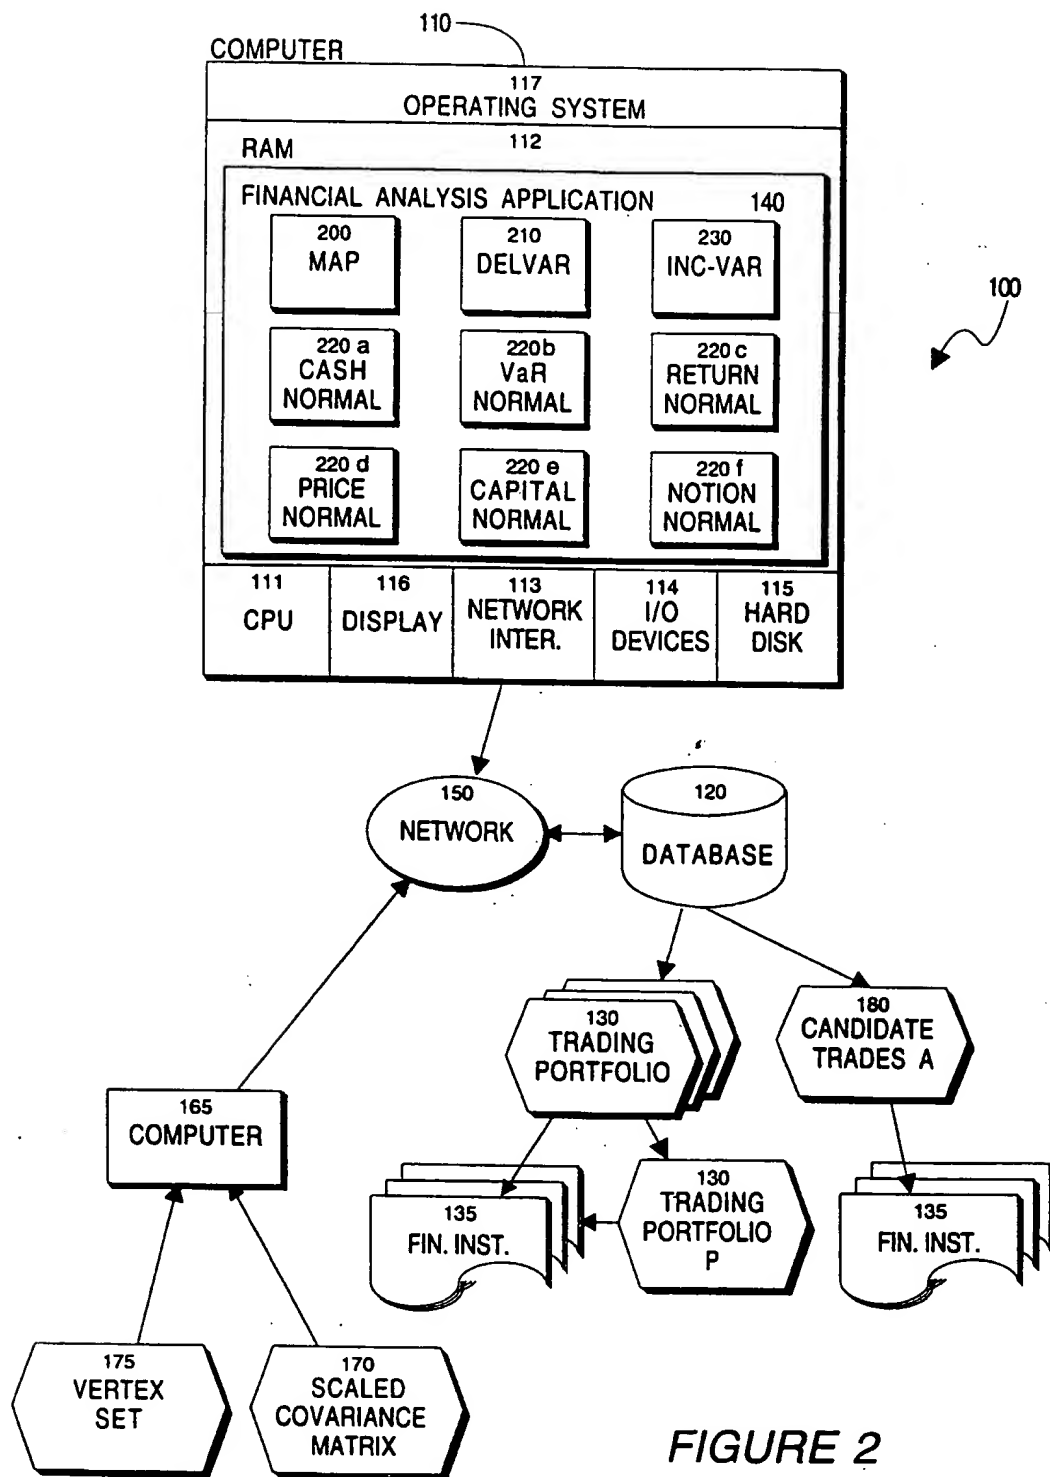 110
COMPUTER
117
OPERATING SYSTEM
112
RAM
FINANCIAL ANALYSIS APPLICATION 140
200
MAP
210
DELVAR
230
INC-VAR
100
220 a
CASH
NORMAL
220b
VaR
NORMAL
220 c
RETURN
NORMAL
220 d
PRICE
NORMAL
220 e
CAPITAL
NORMAL
220 f
NOTION
NORMAL
111
CPU
116
DISPLAY
113
NETWORK
INTER.
114
I/O
DEVICES
115
HARD
DISK
150
NETWORK
120
DATABASE
130
TRADING
PORTFOLIO
180
CANDIDATE
TRADES A
165
COMPUTER
135
FIN. INST.
130
TRADING
PORTFOLIO
P
135
FIN. INST.
175
VERTEX
SET
170
SCALED
COVARIANCE
MATRIX
FIGURE 2